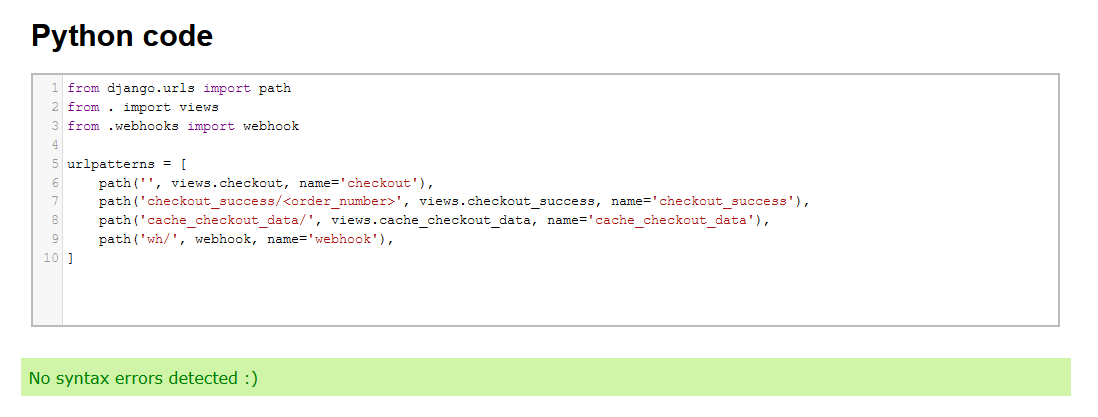 Python code
1 from django.urls import path
2 from . import views
3 from .webhooks import webhook
4
5 urlpatterns = [
6     path('', views.checkout, name='checkout'),
7     path('checkout_success/<order_number>', views.checkout_success, name='checkout_success'),
8     path('cache_checkout_data/', views.cache_checkout_data, name='cache_checkout_data'),
9     path('wh/', webhook, name='webhook'),
10 ]
No syntax errors detected :)